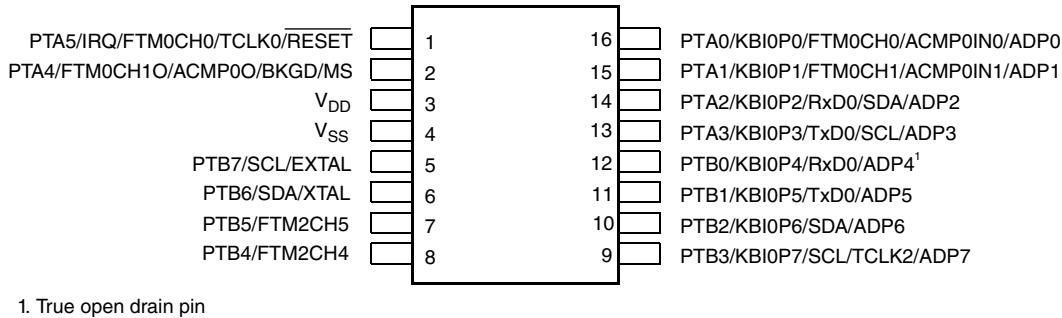 PTA5/IRQ/FTM0CH0/TCLK0/RESET 1 16 PTA0/KBI0P0/FTM0CH0/ACMP0IN0/ADP0
PTA4/FTM0CH1O/ACMP0O/BKGD/MS 2 15 PTA1/KBI0P1/FTM0CH1/ACMP0IN1/ADP1
VDD 3 14 PTA2/KBI0P2/RxD0/SDA/ADP2
VSS 4 13 PTA3/KBI0P3/TxD0/SCL/ADP3
PTB7/SCL/EXTAL 5 12 PTB0/KBI0P4/RxD0/ADP4¹
PTB6/SDA/XTAL 6 11 PTB1/KBI0P5/TxD0/ADP5
PTB5/FTM2CH5 7 10 PTB2/KBI0P6/SDA/ADP6
PTB4/FTM2CH4 8 9 PTB3/KBI0P7/SCL/TCLK2/ADP7
1. True open drain pin